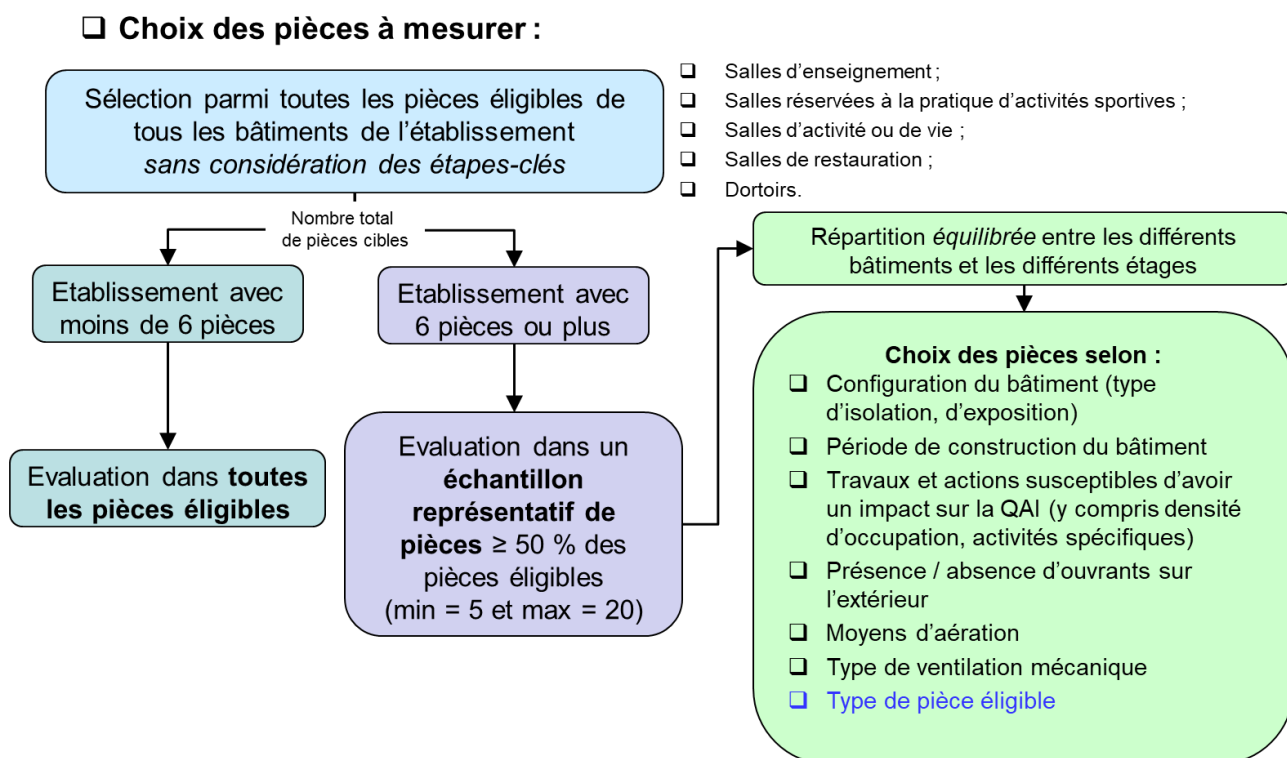 ❑ Choix des pièces à mesurer :
Sélection parmi toutes les pièces éligibles de
tous les bâtiments de l’établissement
sans considération des étapes-clés
❑ Salles d’enseignement ;
❑ Salles réservées à la pratique d’activités sportives ;
❑ Salles d’activité ou de vie ;
❑ Salles de restauration ;
❑ Dortoirs.
Nombre total
de pièces cibles
Etablissement avec
moins de 6 pièces
Etablissement avec
6 pièces ou plus
Evaluation dans toutes
les pièces éligibles
Evaluation dans un
échantillon
représentatif de
pièces ≥ 50 % des
pièces éligibles
(min = 5 et max = 20)
Répartition équilibrée entre les différents
bâtiments et les différents étages
Choix des pièces selon :
❑ Configuration du bâtiment (type
d’isolation, d’exposition)
❑ Période de construction du bâtiment
❑ Travaux et actions susceptibles d’avoir
un impact sur la QAI (y compris densité
d’occupation, activités spécifiques)
❑ Présence / absence d’ouvrants sur
l’extérieur
❑ Moyens d’aération
❑ Type de ventilation mécanique
❑ Type de pièce éligible